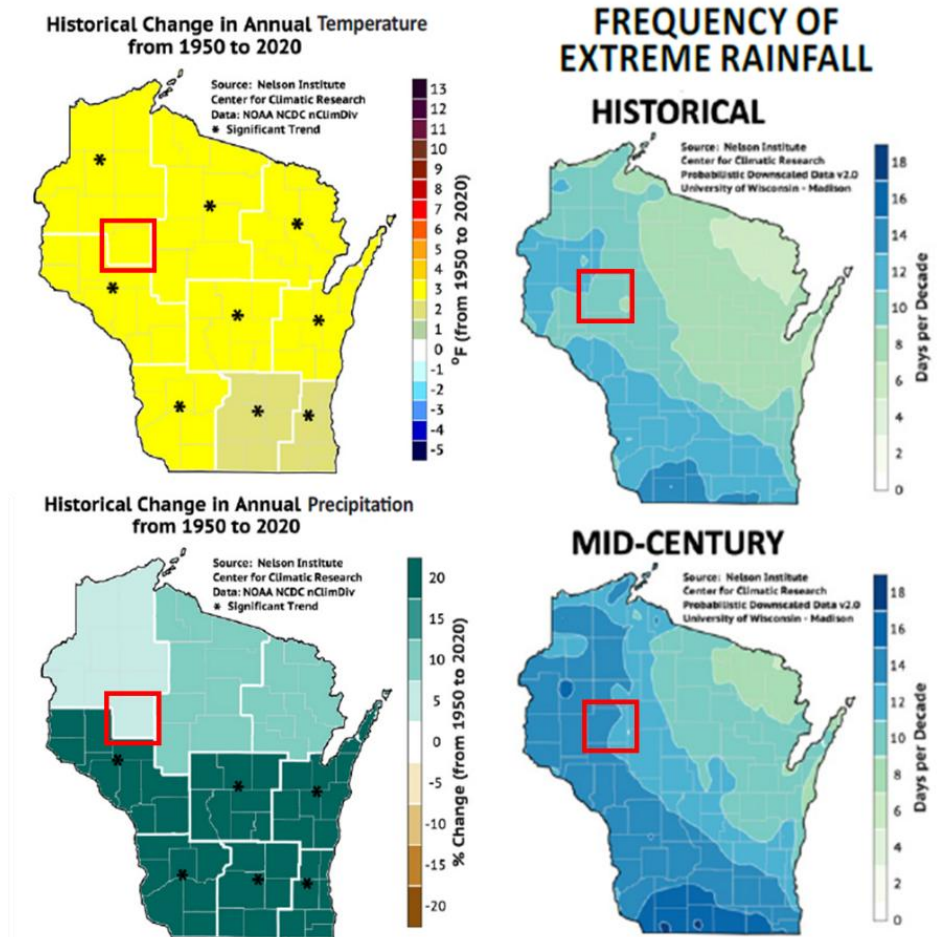 Historical Change in Annual Temperature
from 1950 to 2020
Source: Nelson Institute
Center for Climatic Research
Data: NOAA NCDC nClimDiv
* Significant Trend
13
12
11
10
9
8
7
6
5
4
3
2
1
0
-1
-2
-3
-4
-5
°F (from 1950 to 2020)
FREQUENCY OF
EXTREME RAINFALL
HISTORICAL
Source: Nelson Institute
Center for Climatic Research
Probabilistic Downscaled Data v2.0
University of Wisconsin - Madison
18
16
14
12
10
8
6
4
2
0
Days per Decade
Historical Change in Annual Precipitation
from 1950 to 2020
Source: Nelson Institute
Center for Climatic Research
Data: NOAA NCDC nClimDiv
* Significant Trend
20
15
10
5
0
-5
-10
-15
-20
% Change (from 1950 to 2020)
MID-CENTURY
Source: Nelson Institute
Center for Climatic Research
Probabilistic Downscaled Data v2.0
University of Wisconsin - Madison
18
16
14
12
10
8
6
4
2
0
Days per Decade